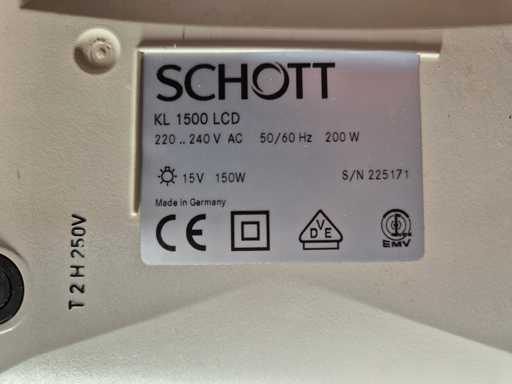 SCHOTT
KL 1500 LCD
220 .. 240 V AC 50/60 Hz 200 W
15V 150W S/N 225171
Made in Germany
CE
VDE
EMV
T 2 H 250V